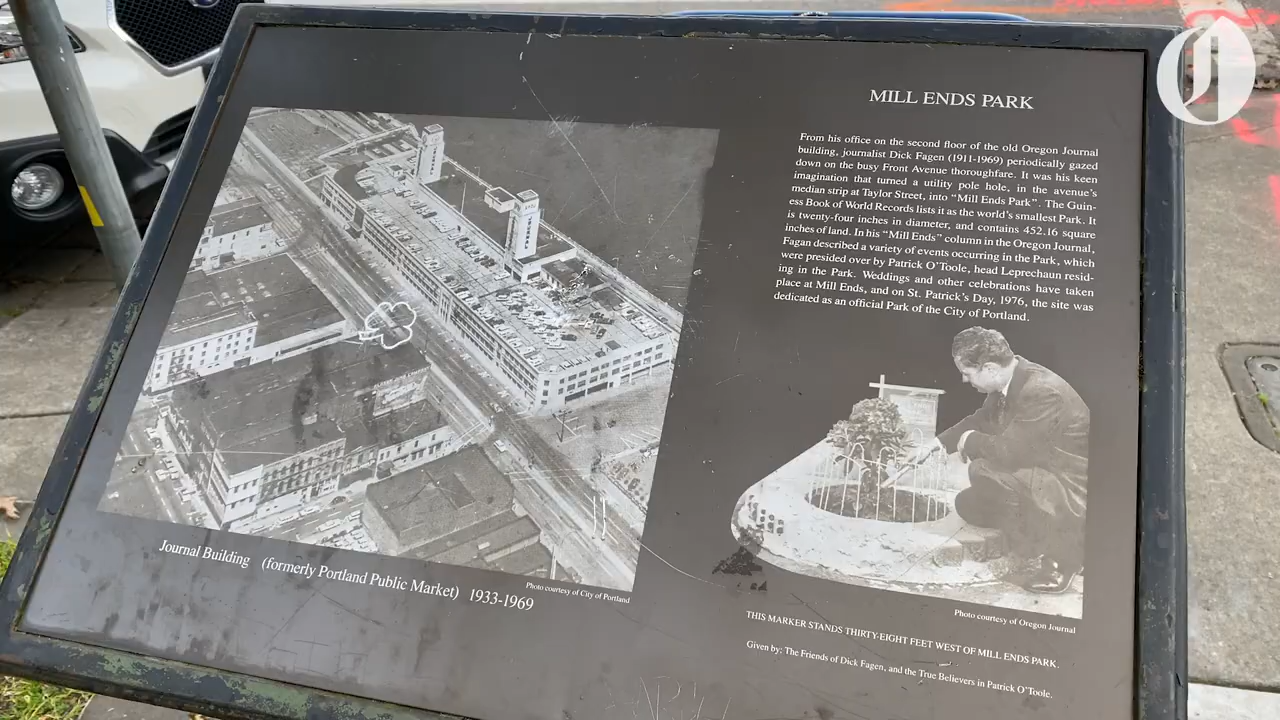 MILL ENDS PARK
From his office on the second floor of the old Oregon Journal
building, journalist Dick Fagen (1911-1969) periodically gazed
down on the busy Front Avenue thoroughfare. It was his keen
imagination that turned a utility pole hole, in the avenue's
median strip at Taylor Street, into "Mill Ends Park". The Guin-
ess Book of World Records lists it as the world's smallest Park. It
is twenty-four inches in diameter, and contains 452.16 square
inches of land. In his "Mill Ends" column in the Oregon Journal,
Fagan described a variety of events occurring in the Park, which
were presided over by Patrick O'Toole, head Leprechaun resid-
ing in the Park. Weddings and other celebrations have taken
place at Mill Ends, and on St. Patrick's Day, 1976, the site was
dedicated as an official Park of the City of Portland.
Journal Building (formerly Portland Public Market) 1933-1969
Photo courtesy of City of Portland
Photo courtesy of Oregon Journal
THIS MARKER STANDS THIRTY-EIGHT FEET WEST OF MILL ENDS PARK.
Given by: The Friends of Dick Fagen, and the True Believers in Patrick O'Toole.
O